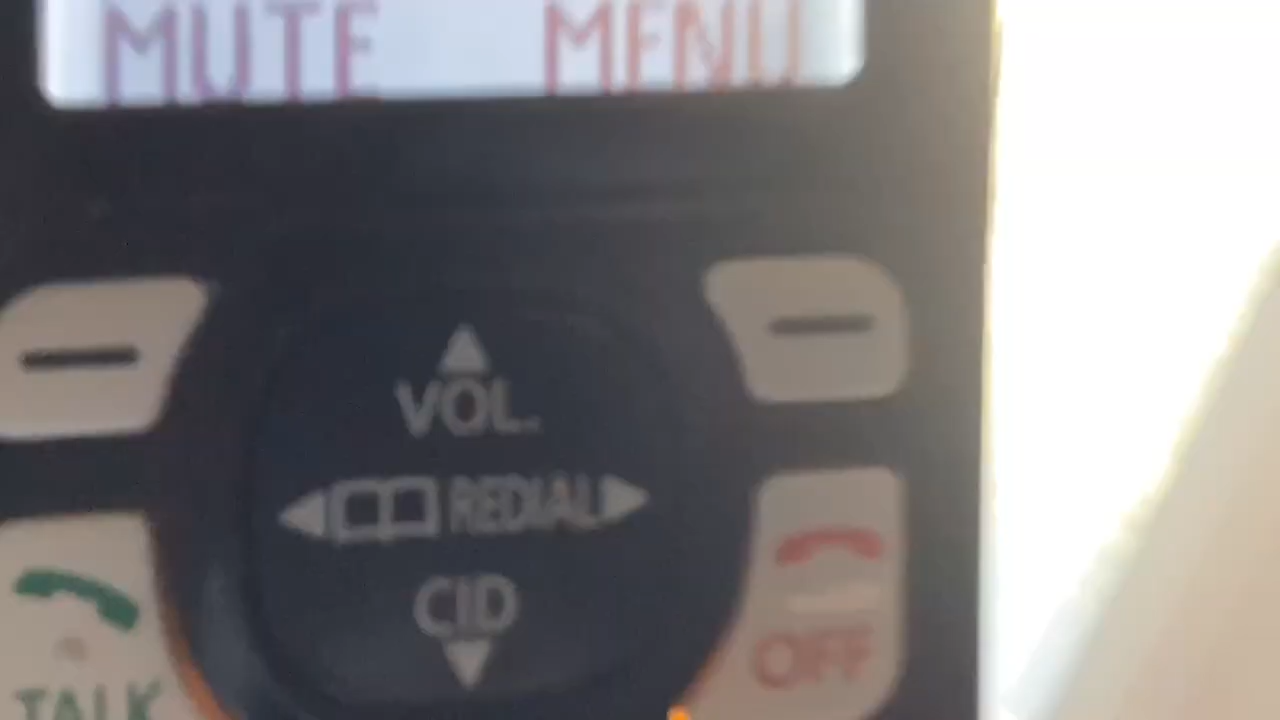 MUTE MENU
VOL.
REDIAL
CID
OFF
TALK